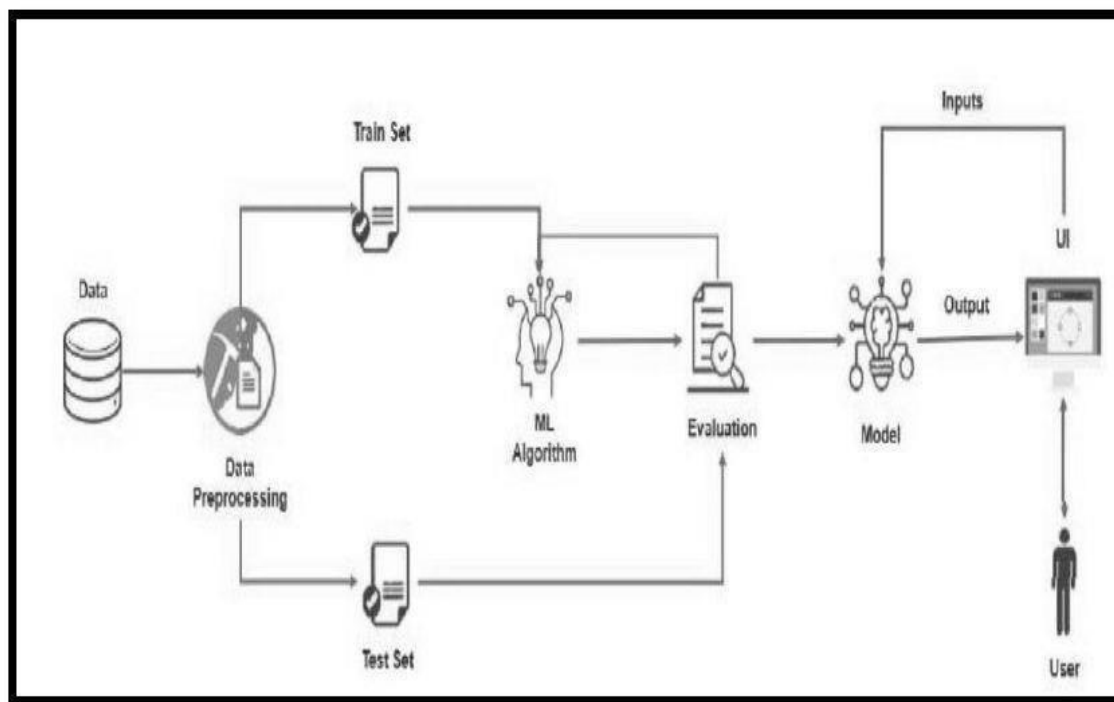 Data
Data
Preprocessing
Train Set
Test Set
ML
Algorithm
Evaluation
Model
Inputs
Output
UI
User